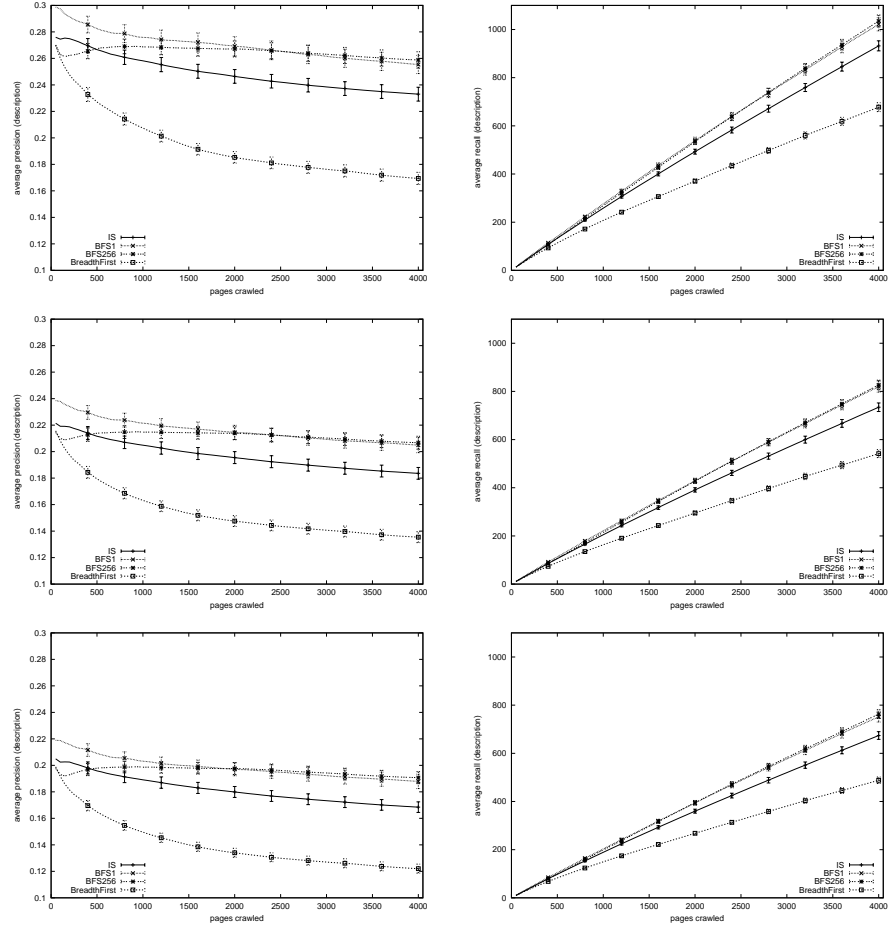 0.3
0.28
0.26
0.24
0.22
0.2
0.18
0.16
0.14
0.12
0.1
0 500 1000 1500 2000 2500 3000 3500 4000
average precision (description)
pages crawled
IS
BFS1
BFS256
BreadthFirst
1000
800
600
400
200
0
0 500 1000 1500 2000 2500 3000 3500 4000
average recall (description)
pages crawled
IS
BFS1
BFS256
BreadthFirst
0.3
0.28
0.26
0.24
0.22
0.2
0.18
0.16
0.14
0.12
0.1
0 500 1000 1500 2000 2500 3000 3500 4000
average precision (description)
pages crawled
IS
BFS1
BFS256
BreadthFirst
1000
800
600
400
200
0
0 500 1000 1500 2000 2500 3000 3500 4000
average recall (description)
pages crawled
IS
BFS1
BFS256
BreadthFirst
0.3
0.28
0.26
0.24
0.22
0.2
0.18
0.16
0.14
0.12
0.1
0 500 1000 1500 2000 2500 3000 3500 4000
average precision (description)
pages crawled
IS
BFS1
BFS256
BreadthFirst
1000
800
600
400
200
0
0 500 1000 1500 2000 2500 3000 3500 4000
average recall (description)
pages crawled
IS
BFS1
BFS256
BreadthFirst